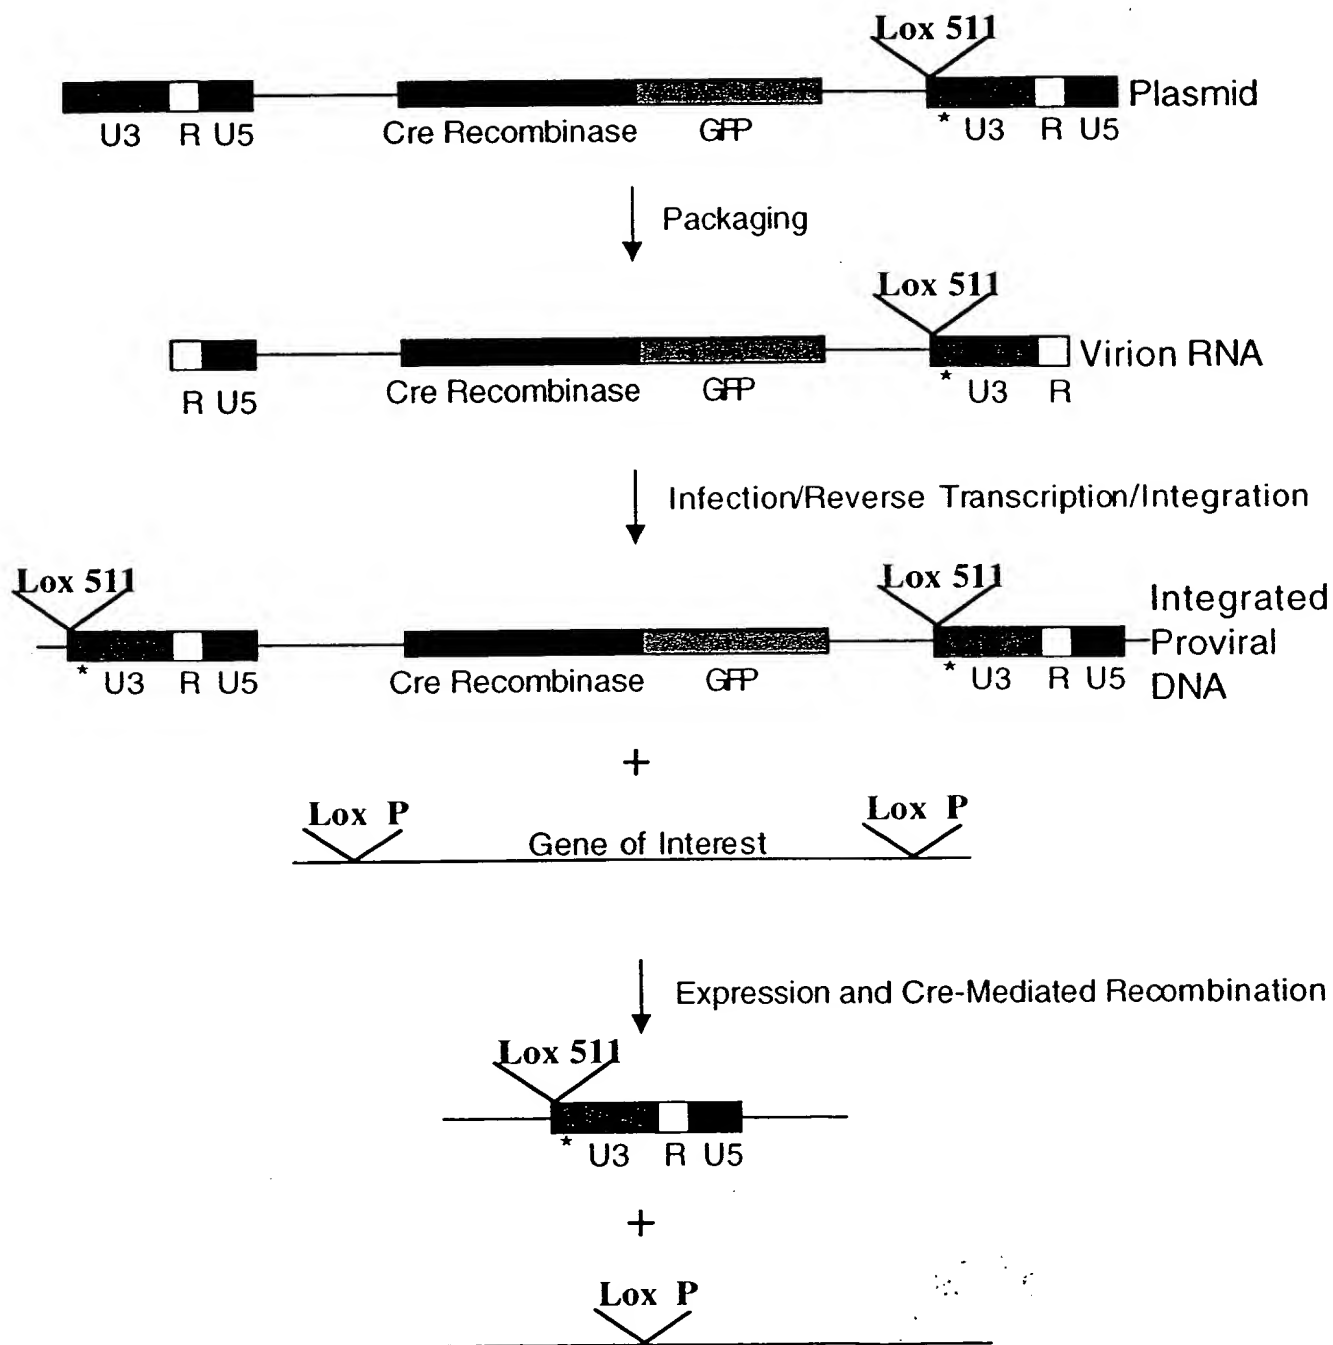 Lox 511
Plasmid
U3 R U5 Cre Recombinase GFP * U3 R U5
Packaging
Lox 511
Virion RNA
R U5 Cre Recombinase GFP * U3 R
Infection/Reverse Transcription/Integration
Lox 511 Lox 511
Integrated
Proviral
DNA
* U3 R U5 Cre Recombinase GFP * U3 R U5
+
Lox P Lox P
Gene of Interest
Expression and Cre-Mediated Recombination
Lox 511
* U3 R U5
+
Lox P